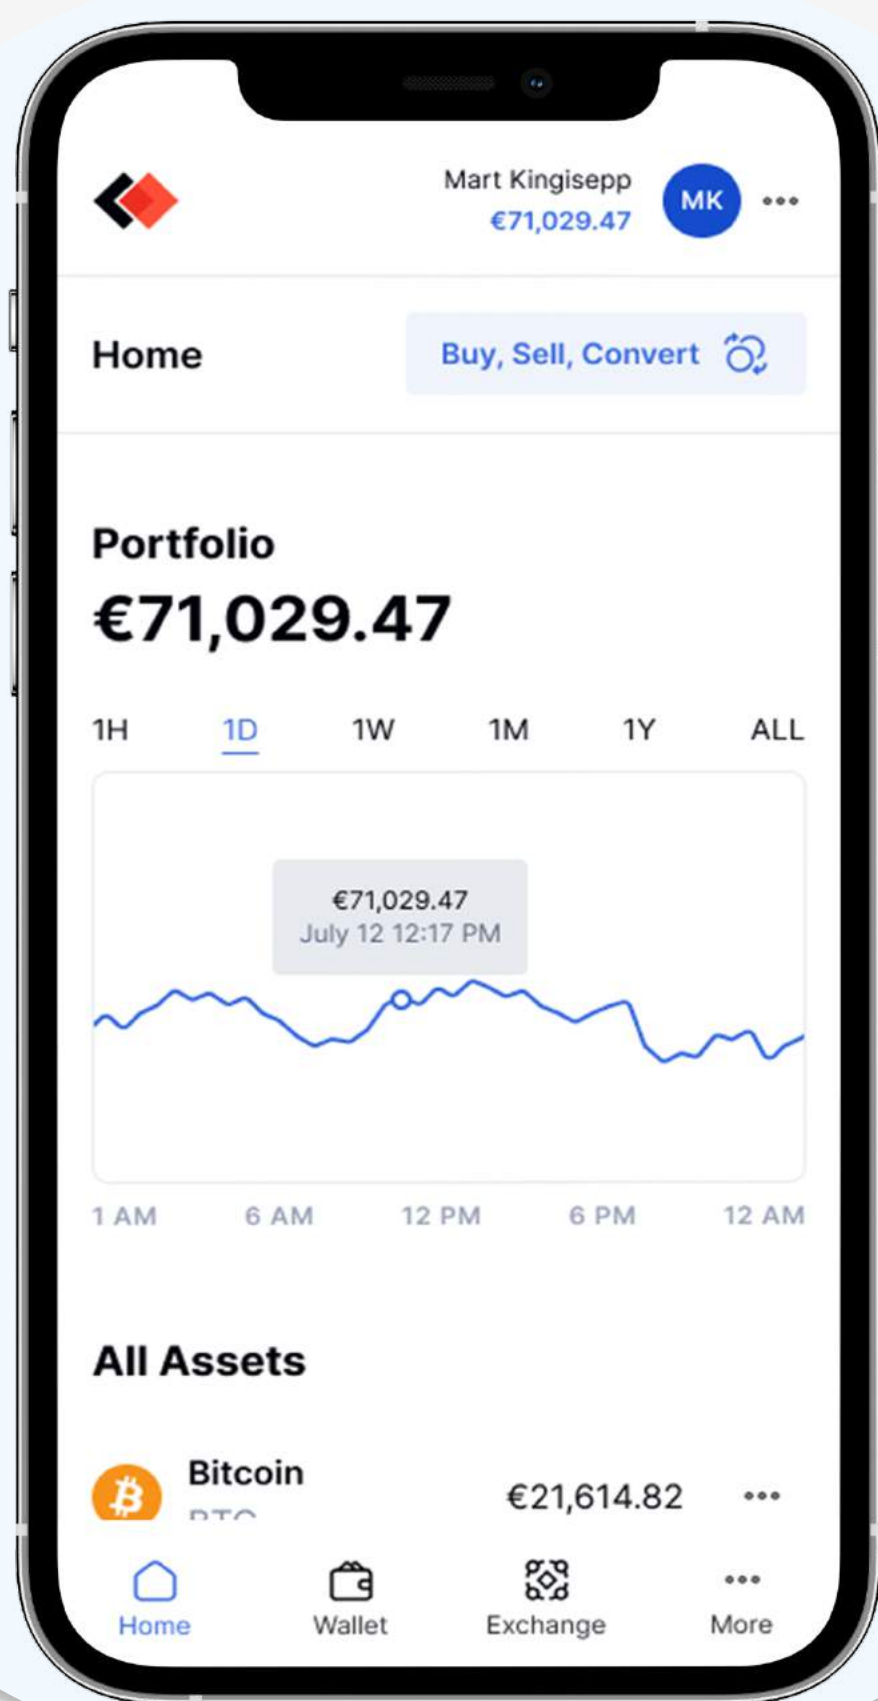 Mart Kingisepp
€71,029.47
MK
Home
Buy, Sell, Convert
Portfolio
€71,029.47
1H 1D 1W 1M 1Y ALL
€71,029.47
July 12 12:17 PM
1 AM 6 AM 12 PM 6 PM 12 AM
All Assets
Bitcoin
€21,614.82
BTC
Home Wallet Exchange More